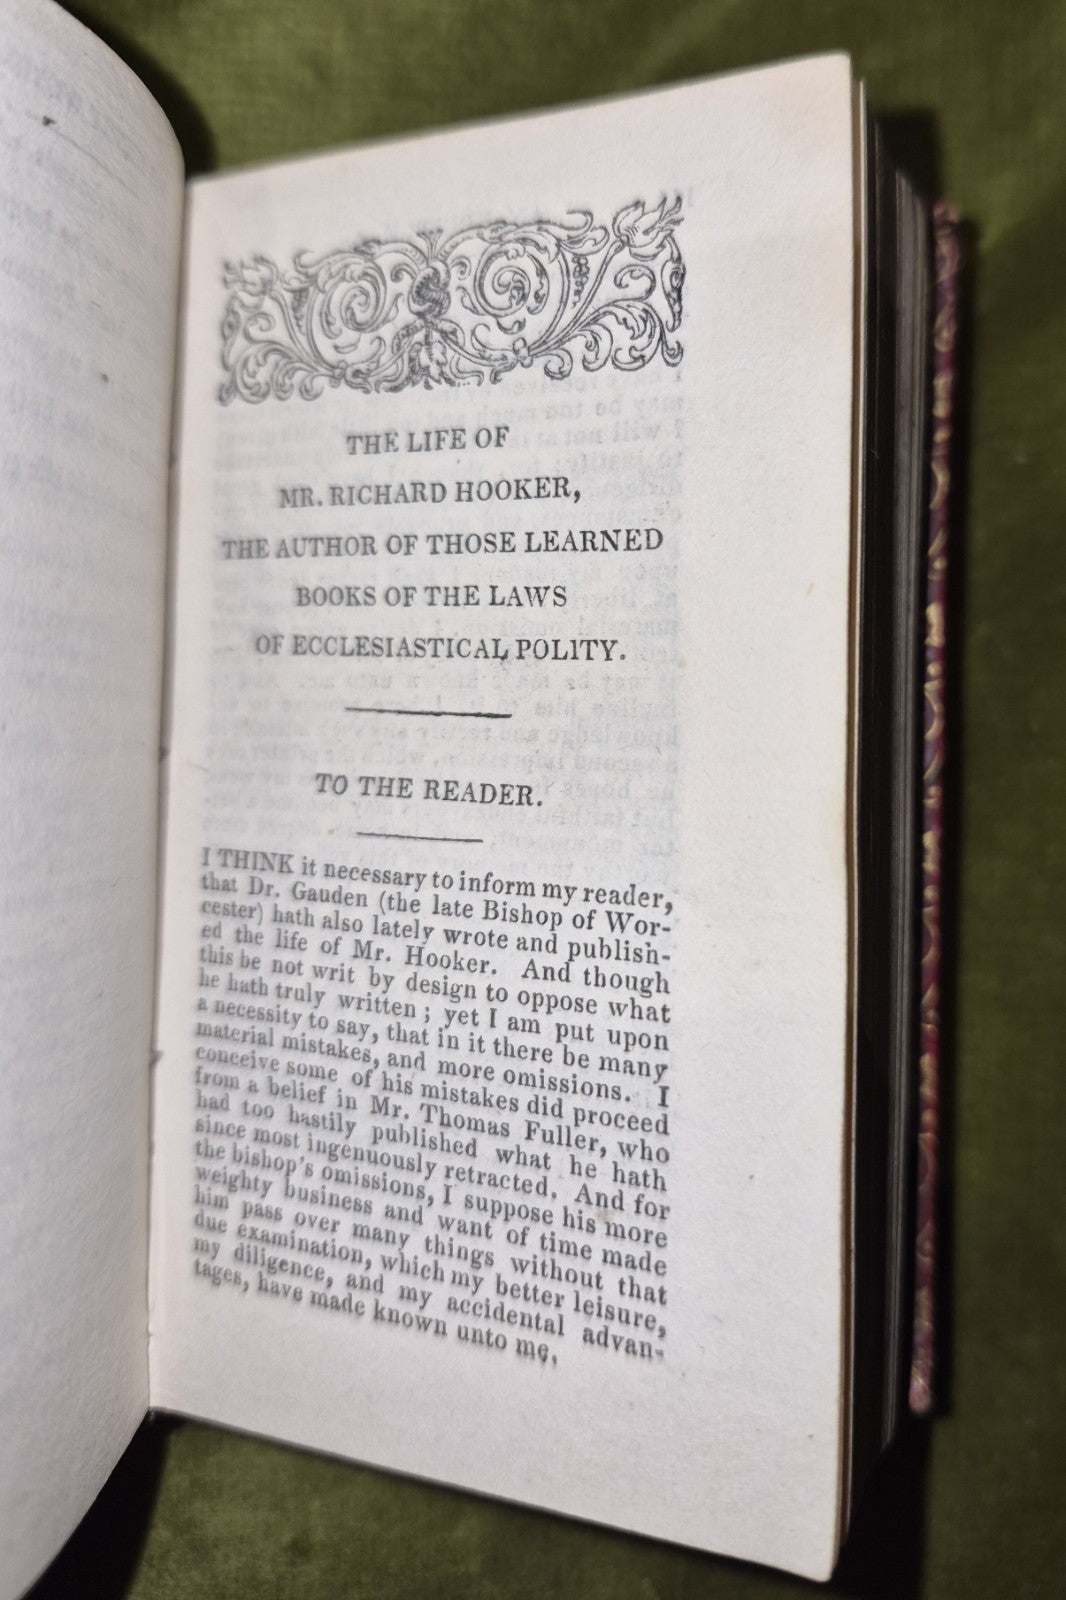 THE LIFE OF
MR. RICHARD HOOKER,
THE AUTHOR OF THOSE LEARNED
BOOKS OF THE LAWS
OF ECCLESIASTICAL POLITY.
TO THE READER.
I THINK it necessary to inform my reader,
that Dr. Gauden (the late Bishop of Wor-
cester) hath also lately wrote and publish-
ed the life of Mr. Hooker. And though
this be not writ by design to oppose what
he hath truly written; yet I am put upon
a necessity to say, that in it there be many
material mistakes, and more omissions. I
conceive some of his mistakes did proceed
from a belief in Mr. Thomas Fuller, who
had too hastily published what he hath
since most ingenuously retracted. And for
the bishop's omissions, I suppose his more
weighty business and want of time made
him pass over many things without that
due examination, which my better leisure,
my diligence, and my accidental advan-
tages, have made known unto me,